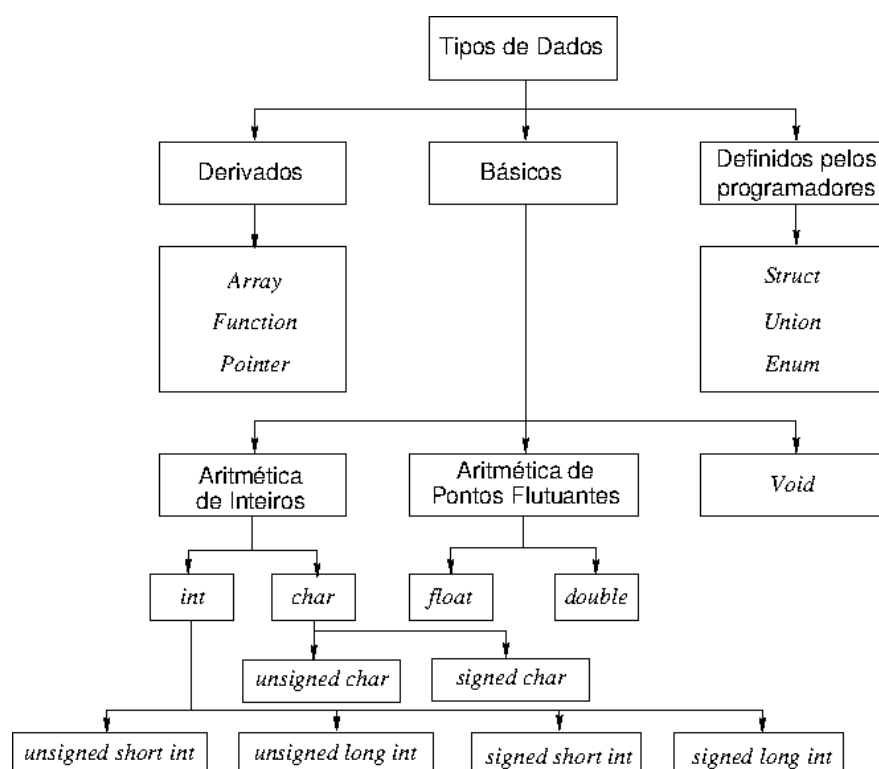 Tipos de Dados
Derivados
Básicos
Definidos pelos
programadores
Array
Function
Pointer
Struct
Union
Enum
Aritmética
de Inteiros
Aritmética de
Pontos Flutuantes
Void
int
char
float
double
unsigned char
signed char
unsigned short int
unsigned long int
signed short int
signed long int